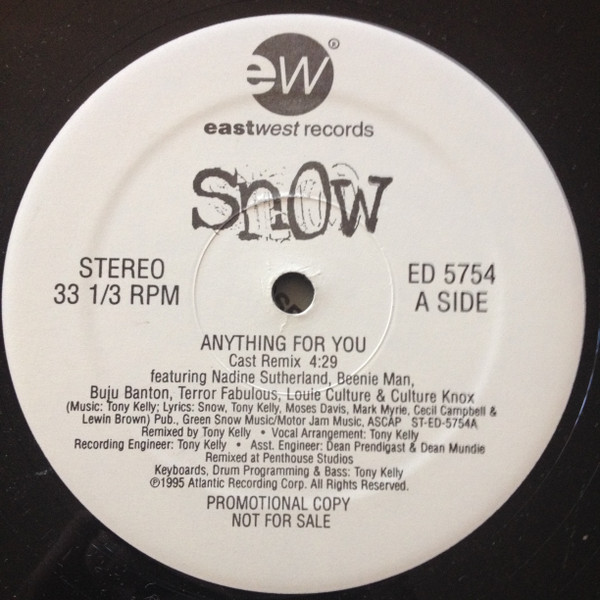 ew®
eastwest records
snow
STEREO
33 1/3 RPM
ED 5754
A SIDE
ANYTHING FOR YOU
Cast Remix 4:29
featuring Nadine Sutherland, Beenie Man,
Buju Banton, Terror Fabulous, Louie Culture & Culture Knox
(Music: Tony Kelly; Lyrics: Snow, Tony Kelly, Moses Davis, Mark Myrie, Cecil Campbell &
Lewin Brown) Pub., Green Snow Music/Motor Jam Music, ASCAP ST-ED-5754A
Remixed by Tony Kelly • Vocal Arrangement: Tony Kelly
Recording Engineer: Tony Kelly • Asst. Engineer: Dean Prendigast & Dean Mundie
Remixed at Penthouse Studios
Keyboards, Drum Programming & Bass: Tony Kelly
℗1995 Atlantic Recording Corp. All Rights Reserved.
PROMOTIONAL COPY
NOT FOR SALE